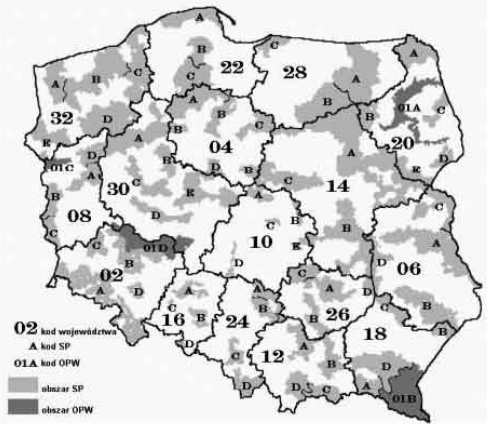 A
A
C
A
A
B
22
28
B
C
B
A
C
01A
32
A
B
B
C
D
A
B
C
20
E
B
04
B
A
D
01C
D
D
B
E
A
30
C
C
14
B
08
D
E
A
C
C
B
C
10
E
A
C
01D
B
D
06
02
B
D
A
D
C
A
D
B
A
16
B
24
A
B
26
C
18
B
D
C
12
A
B
D
A
01B
D
D
C
02 kod województwa
A kod SP
01A kod OPW
obszar SP
obszar OPW